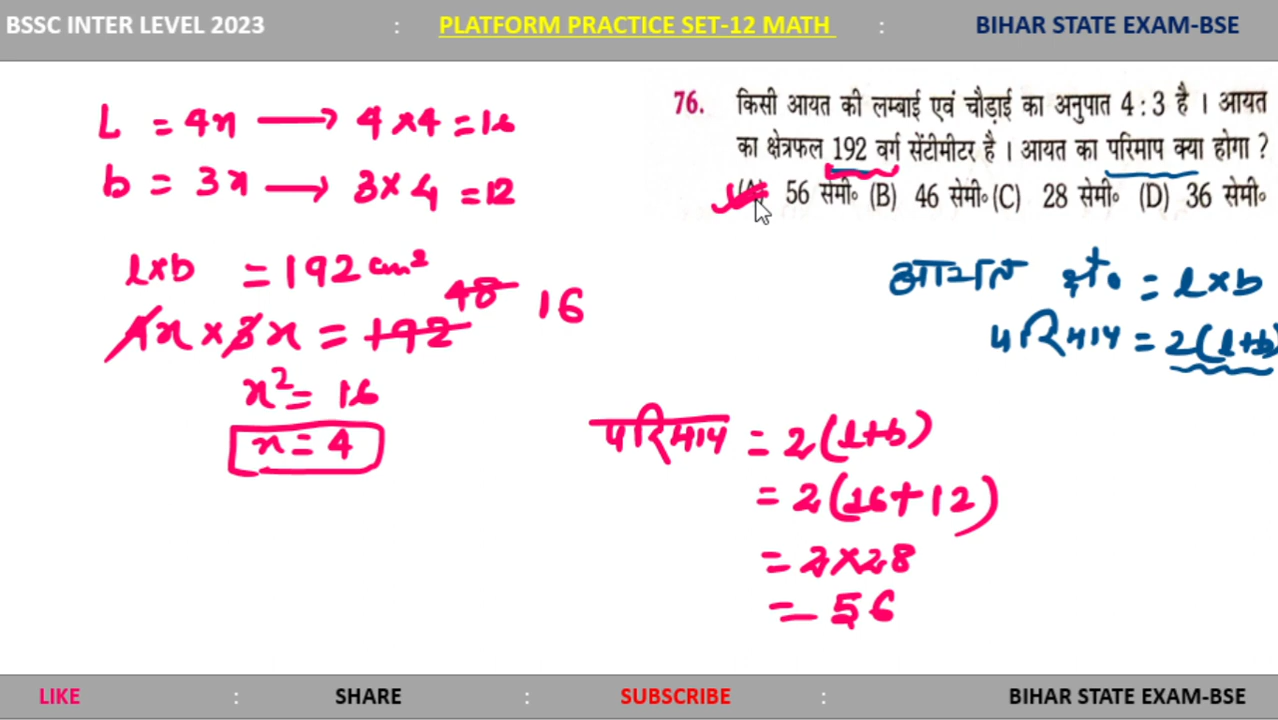 BSSC INTER LEVEL 2023 : PLATFORM PRACTICE SET-12 MATH : BIHAR STATE EXAM-BSE
76. किसी आयत की लम्बाई एवं चौड़ाई का अनुपात 4 : 3 है । आयत
का क्षेत्रफल 192 वर्ग सेंटीमीटर है । आयत का परिमाप क्या होगा ?
(A) 56 सेमी॰ (B) 46 सेमी॰ (C) 28 सेमी॰ (D) 36 सेमी॰
L = 4x → 4×4 = 16
b = 3x → 3×4 = 12
l×b = 192 cm²
4x × 3x = 192 48 16
x² = 16
x = 4
आयत क्षे० = l×b
परिमाप = 2(l+b)
परिमाप = 2(l+b)
= 2(16+12)
= 2×28
= 56
LIKE : SHARE : SUBSCRIBE : BIHAR STATE EXAM-BSE